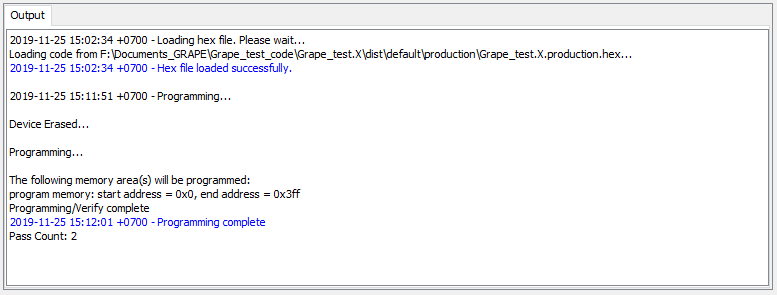 Output
2019-11-25 15:02:34 +0700 - Loading hex file. Please wait...
Loading code from F:\Documents_GRAPE\Grape_test_code\Grape_test.X\dist\default\production\Grape_test.X.production.hex...
2019-11-25 15:02:34 +0700 - Hex file loaded successfully.
2019-11-25 15:11:51 +0700 - Programming...
Device Erased...
Programming...
The following memory area(s) will be programmed:
program memory: start address = 0x0, end address = 0x3ff
Programming/Verify complete
2019-11-25 15:12:01 +0700 - Programming complete
Pass Count: 2